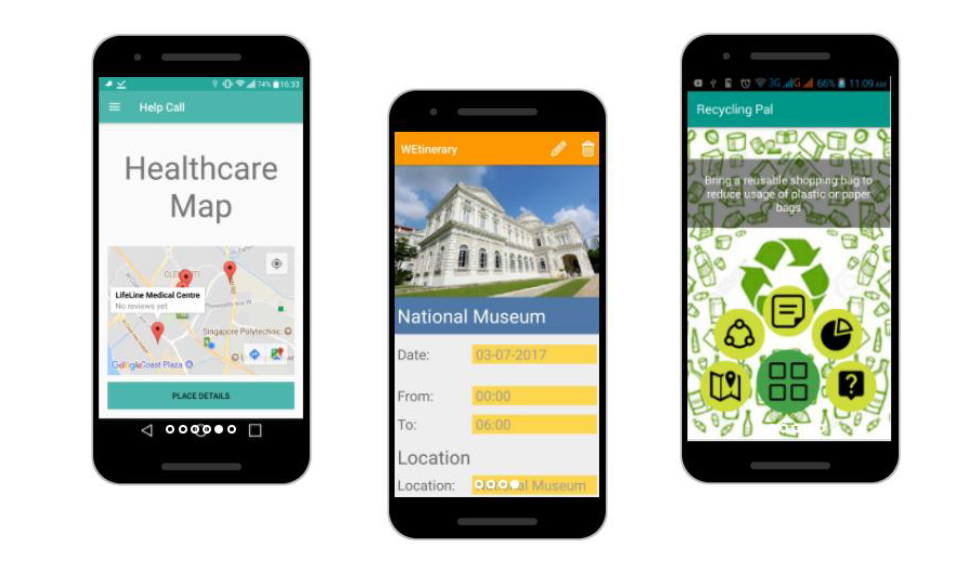 74% 16:33
Help Call
Healthcare
Map
CLEMENTI
LifeLine Medical Centre
No reviews yet
Singapore Polytechnic
Google
Coast Plaza
PLACE DETAILS
WEtinerary
National Museum
Date: 03-07-2017
From: 00:00
To: 06:00
Location
Location: National Museum
3G G 66% 11:09 AM
Recycling Pal
Bring a reusable shopping bag to
reduce usage of plastic or paper
bags